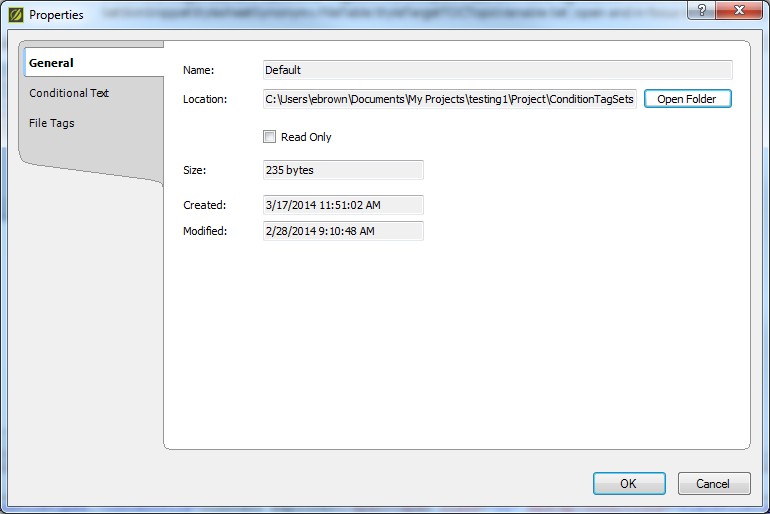 Properties
General
Conditional Text
File Tags
Name: Default
Location: C:\Users\ebrown\Documents\My Projects\testing1\Project\ConditionTagSets Open Folder
Read Only
Size: 235 bytes
Created: 3/17/2014 11:51:02 AM
Modified: 2/28/2014 9:10:48 AM
OK Cancel